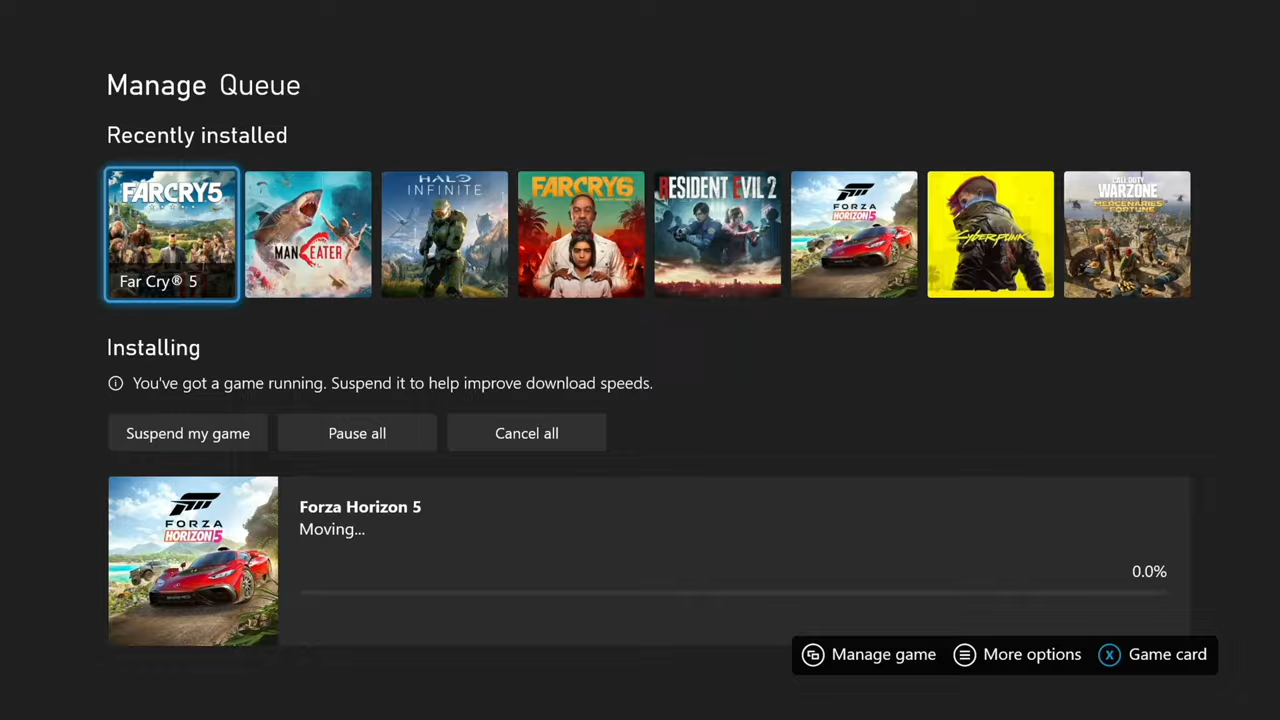 Manage Queue
Recently installed
FARCRY5
Far Cry® 5
MANEATER
HALO
INFINITE
FARCRY6
RESIDENT EVIL 2
FORZA
HORIZON 5
Cyberpunk
CALL OF DUTY
WARZONE
MERCENARIES
OF FORTUNE
Installing
You've got a game running. Suspend it to help improve download speeds.
Suspend my game
Pause all
Cancel all
FORZA
HORIZON 5
Forza Horizon 5
Moving...
0.0%
Manage game
More options
X Game card